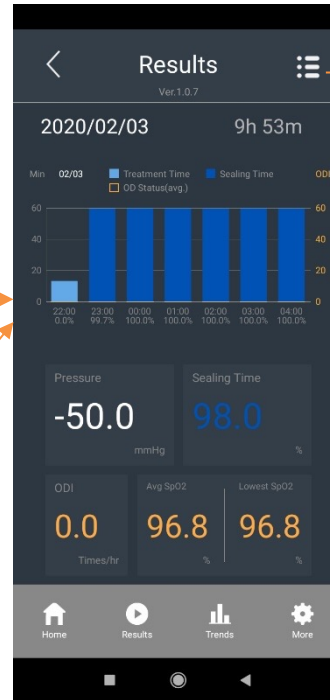 Results
Ver.1.0.7
2020/02/03 9h 53m
Min 02/03 Treatment Time Sealing Time ODI
OD Status(avg.)
60 60
40 40
20 20
0 0
22:00 23:00 00:00 01:00 02:00 03:00 04:00
0.0% 99.7% 100.0% 100.0% 100.0% 100.0% 100.0%
Pressure Sealing Time
-50.0 98.0
mmHg %
ODI Avg SpO2 Lowest SpO2
0.0 96.8 96.8
Times/hr % %
Home Results Trends More